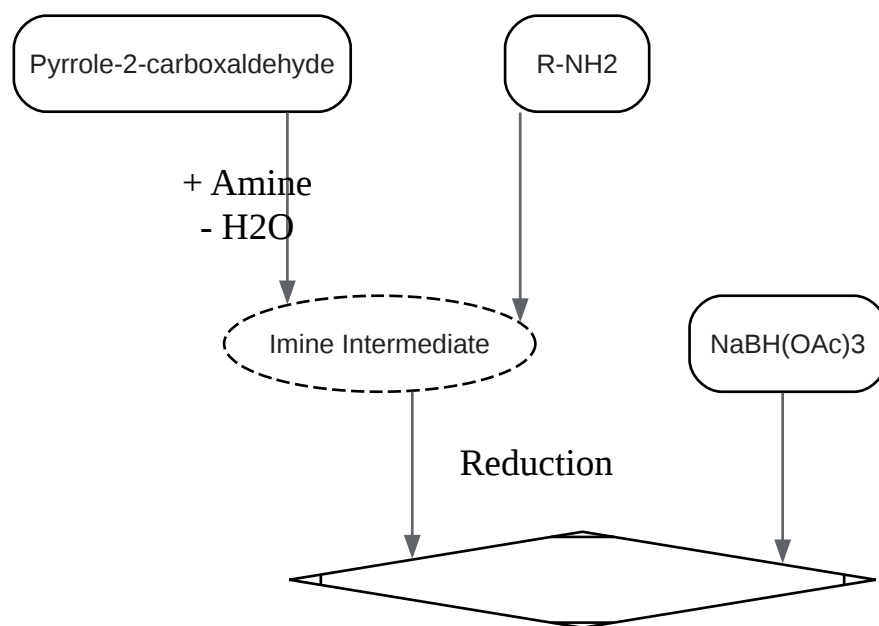 Pyrrole-2-carboxaldehyde
R-NH2
+ Amine
- H2O
Imine Intermediate
NaBH(OAc)3
Reduction